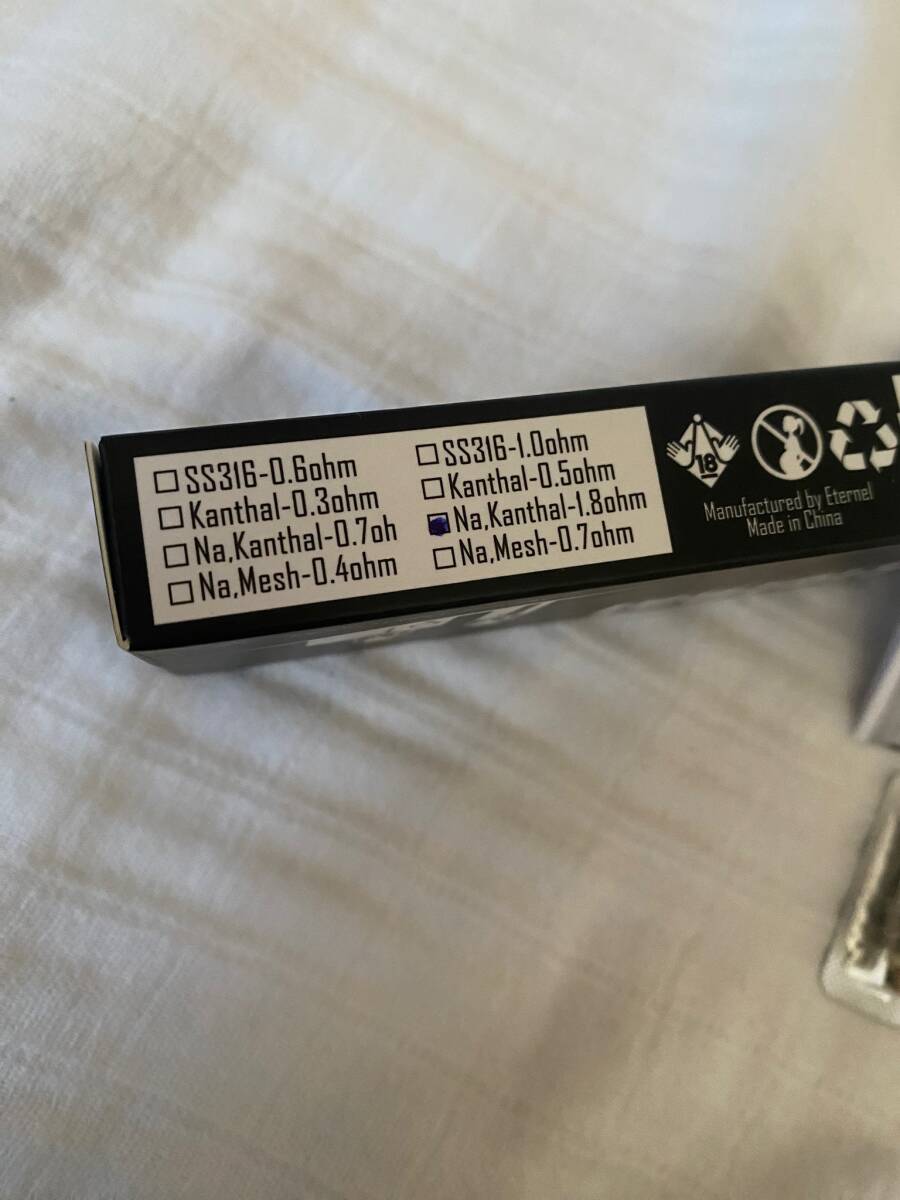 SS316-0.6ohm
Kanthal-0.3ohm
Na,Kanthal-0.7oh
Na,Mesh-0.4ohm
SS316-1.0ohm
Kanthal-0.5ohm
Na,Kanthal-1.8ohm
Na,Mesh-0.7ohm
18
Manufactured by Eternel
Made in China